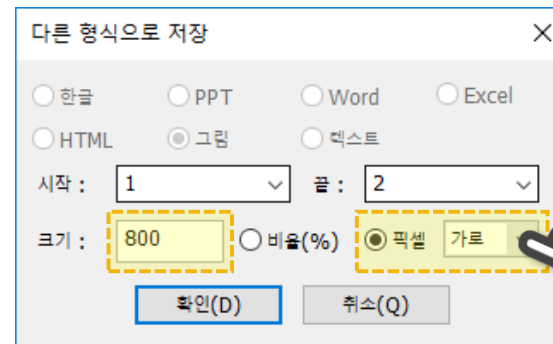 다른 형식으로 저장
한글 PPT Word Excel
HTML 그림 텍스트
시작 : 1 끝 : 2
크기 : 800 비율(%) 픽셀 가로
확인(D) 취소(Q)